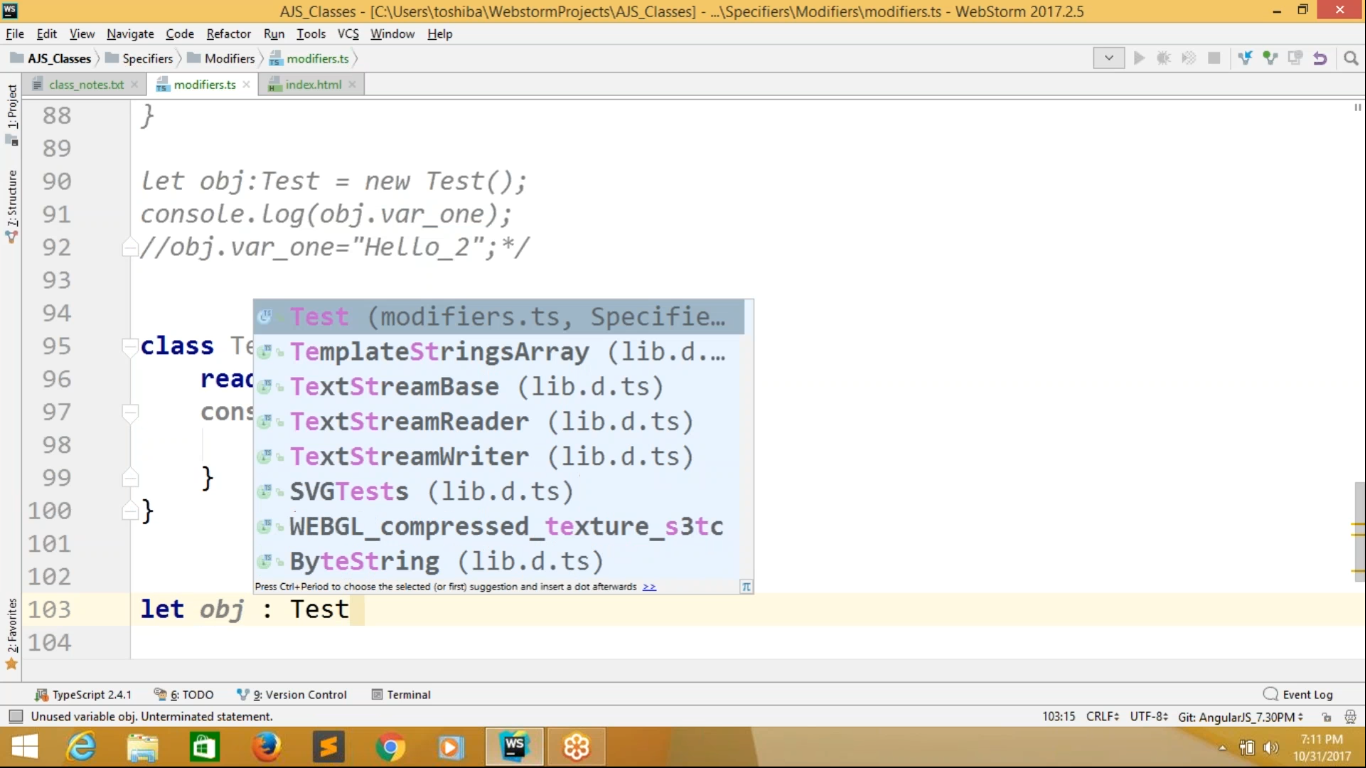 AJS_Classes - [C:\Users\toshiba\WebstormProjects\AJS_Classes] - ...\Specifiers\Modifiers\modifiers.ts - WebStorm 2017.2.5
File Edit View Navigate Code Refactor Run Tools VCS Window Help
AJS_Classes Specifiers Modifiers modifiers.ts
class_notes.txt modifiers.ts index.html
1: Project
7: Structure
2: Favorites
88 }
89
90 let obj:Test = new Test();
91 console.log(obj.var_one);
92 //obj.var_one="Hello_2";*/
93
94
95 class Te
96 read
97 cons
98
99 }
100 }
101
102
103 let obj : Test
104
Test (modifiers.ts, Specifie...
TemplateStringsArray (lib.d....
TextStreamBase (lib.d.ts)
TextStreamReader (lib.d.ts)
TextStreamWriter (lib.d.ts)
SVGTests (lib.d.ts)
WEBGL_compressed_texture_s3tc
ByteString (lib.d.ts)
Press Ctrl+Period to choose the selected (or first) suggestion and insert a dot afterwards >>
π
TypeScript 2.4.1 6: TODO 9: Version Control Terminal Event Log
Unused variable obj. Unterminated statement. 103:15 CRLF UTF-8 Git: AngularJS_7.30PM
7:11 PM
10/31/2017